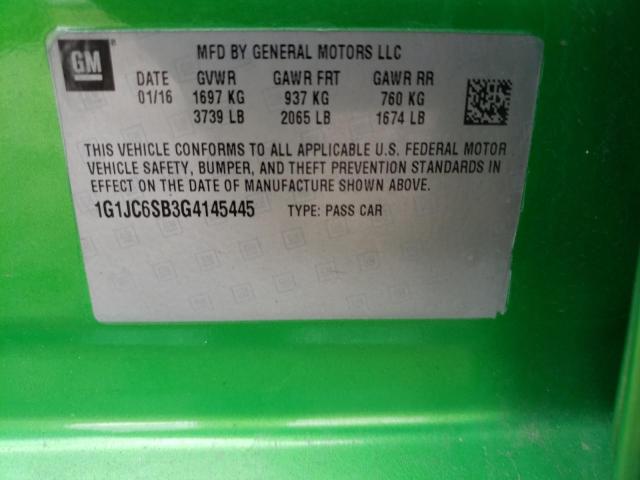 GM
MFD BY GENERAL MOTORS LLC
DATE GVWR GAWR FRT GAWR RR
01/16 1697 KG 937 KG 760 KG
3739 LB 2065 LB 1674 LB
THIS VEHICLE CONFORMS TO ALL APPLICABLE U.S. FEDERAL MOTOR
VEHICLE SAFETY, BUMPER, AND THEFT PREVENTION STANDARDS IN
EFFECT ON THE DATE OF MANUFACTURE SHOWN ABOVE.
1G1JC6SB3G4145445 TYPE: PASS CAR